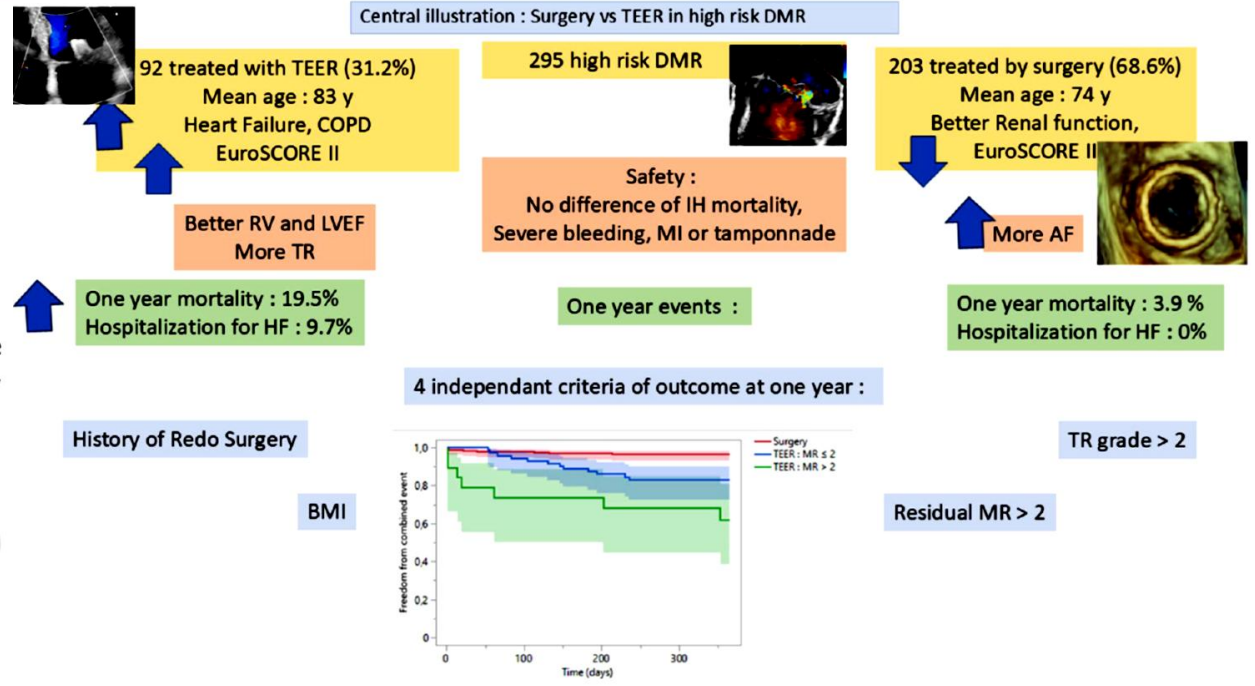 Central illustration : Surgery vs TEER in high risk DMR
92 treated with TEER (31.2%)
Mean age : 83 y
Heart Failure, COPD
EuroSCORE II
295 high risk DMR
203 treated by surgery (68.6%)
Mean age : 74 y
Better Renal function,
EuroSCORE II
Better RV and LVEF
More TR
Safety :
No difference of IH mortality,
Severe bleeding, MI or tamponnade
More AF
One year mortality : 19.5%
Hospitalization for HF : 9.7%
One year events :
One year mortality : 3.9 %
Hospitalization for HF : 0%
4 independant criteria of outcome at one year :
History of Redo Surgery
TR grade > 2
BMI
Residual MR > 2
Surgery
TEER : MR ≤ 2
TEER : MR > 2
Freedom from combined event
1,0
0,8
0,6
0,4
0,2
0
0 100 200 300
Time (days)